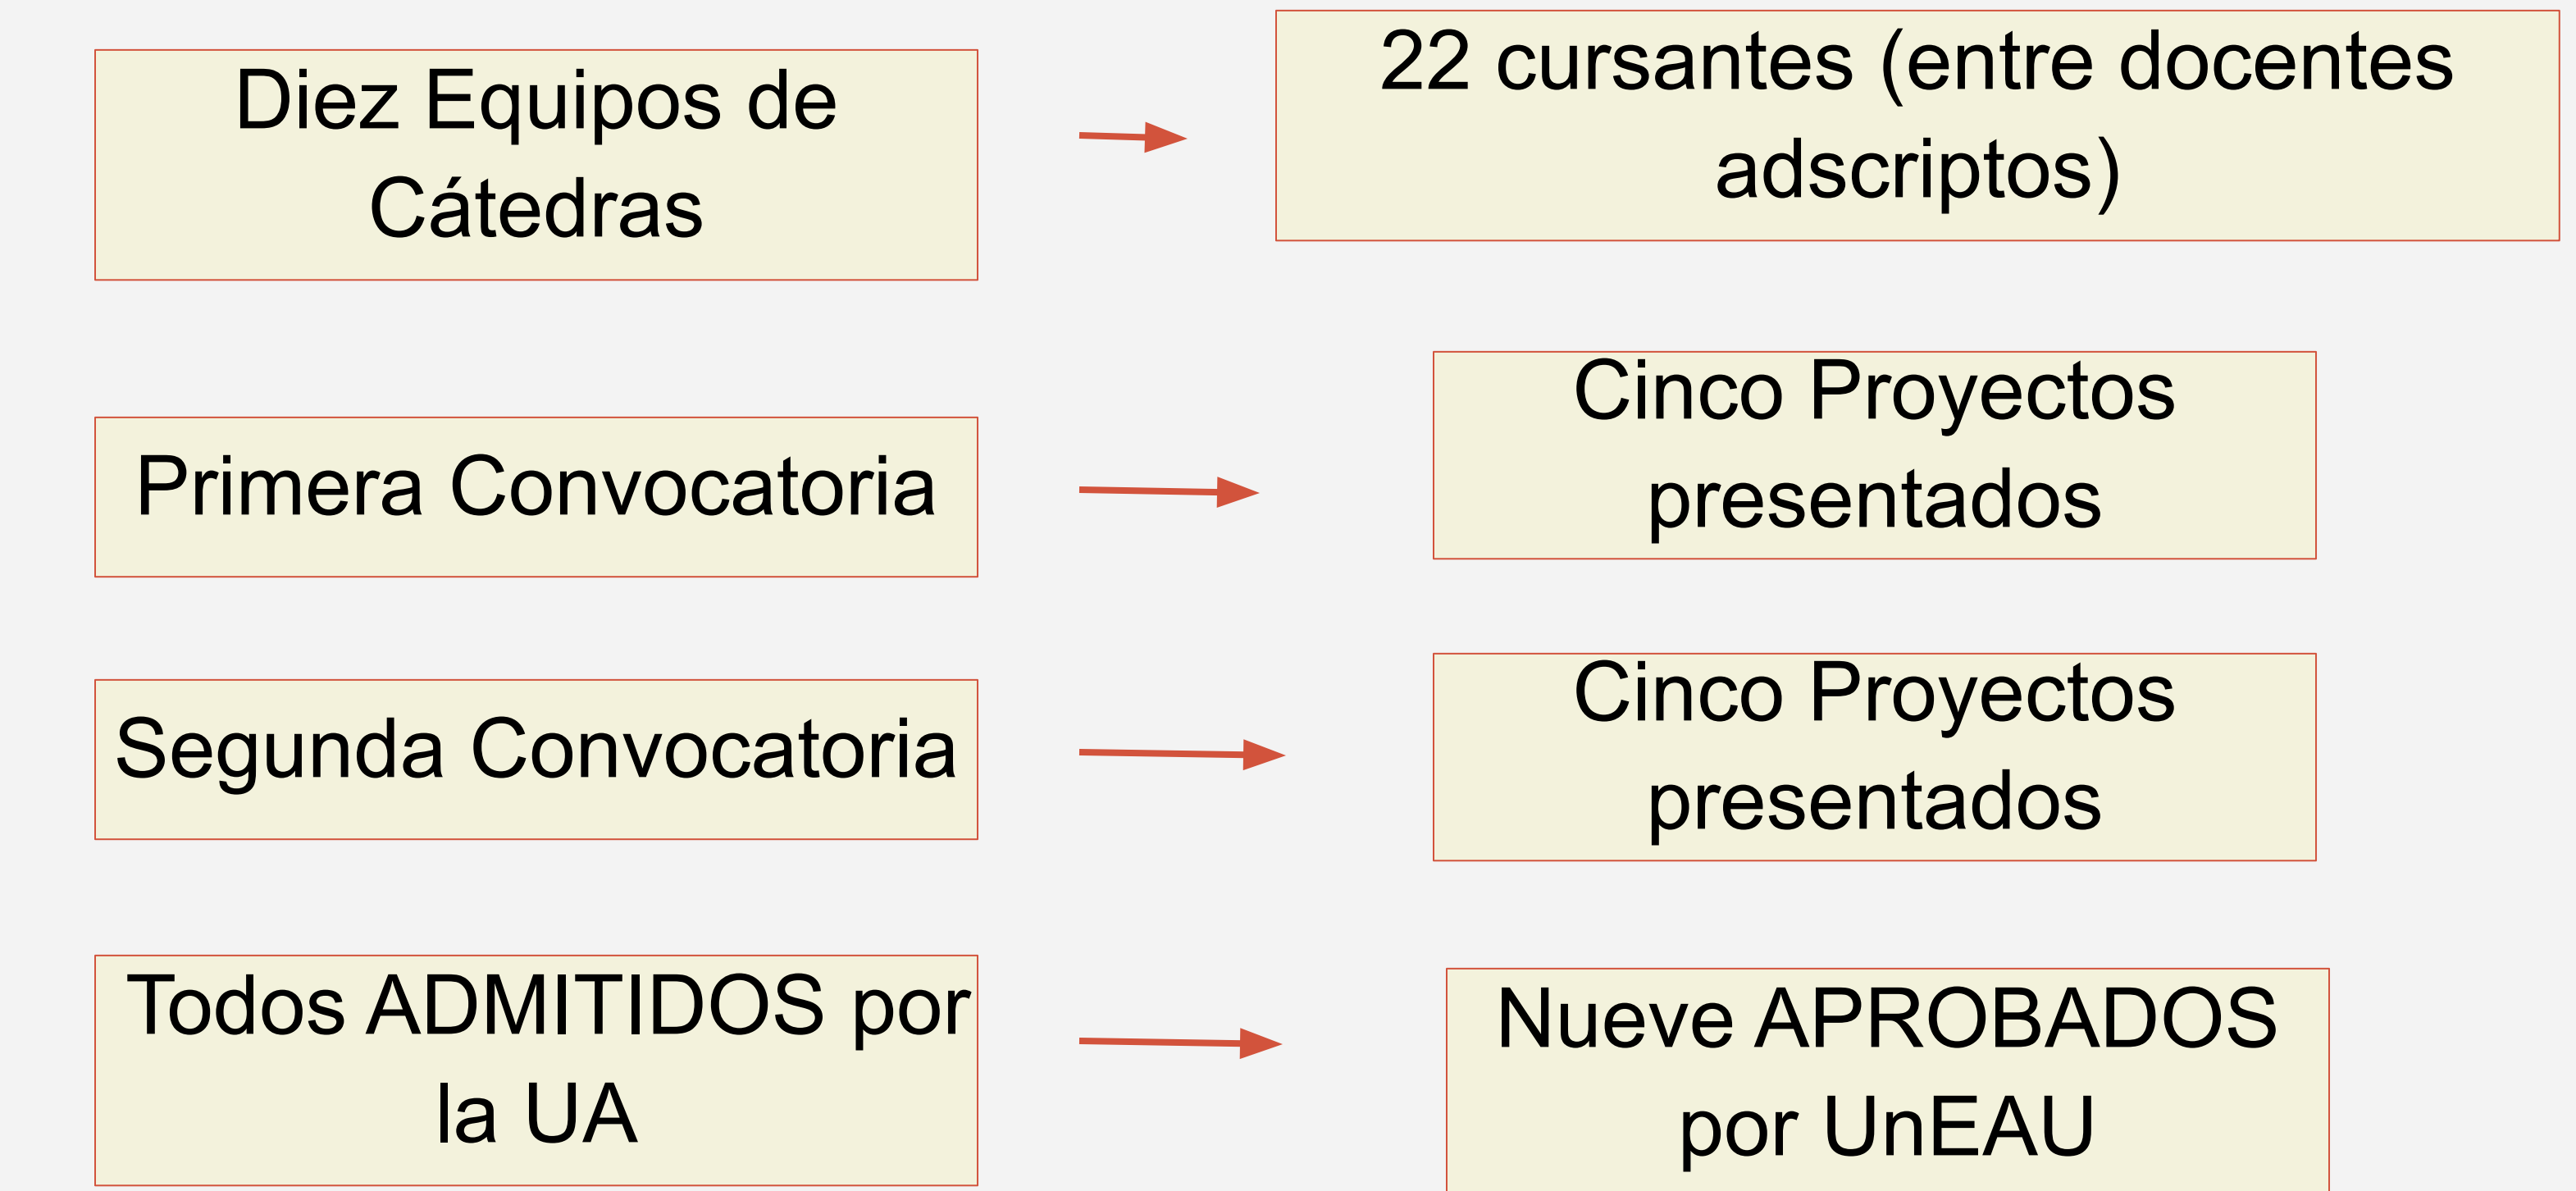 Diez Equipos de
Cátedras
22 cursantes (entre docentes
adscriptos)
Primera Convocatoria
Cinco Proyectos
presentados
Segunda Convocatoria
Cinco Proyectos
presentados
Todos ADMITIDOS por
la UA
Nueve APROBADOS
por UnEAU